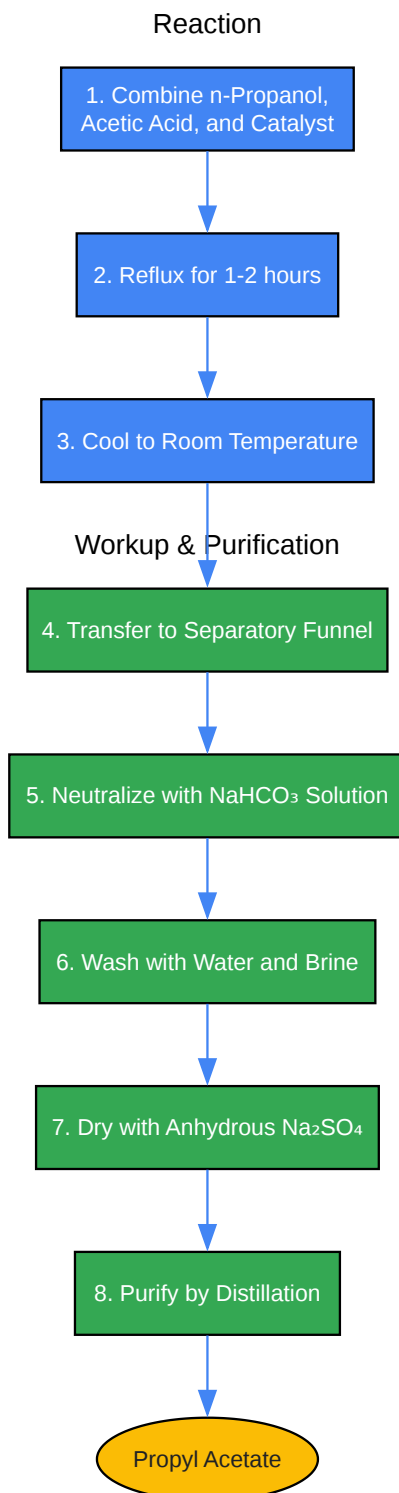 Reaction
1. Combine n-Propanol,
Acetic Acid, and Catalyst
2. Reflux for 1-2 hours
3. Cool to Room Temperature
Workup & Purification
4. Transfer to Separatory Funnel
5. Neutralize with NaHCO₃ Solution
6. Wash with Water and Brine
7. Dry with Anhydrous Na₂SO₄
8. Purify by Distillation
Propyl Acetate